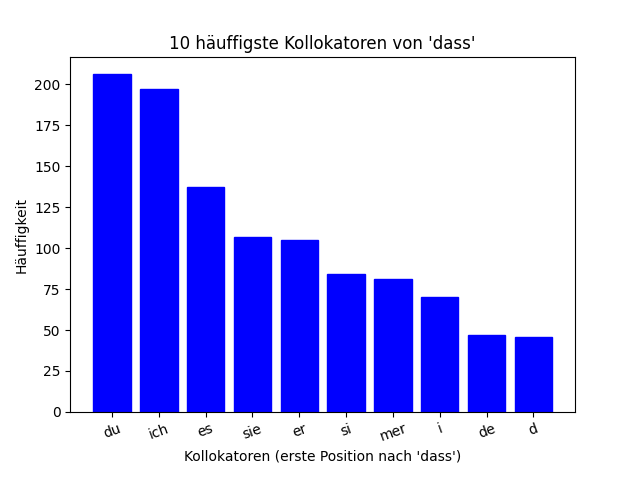 10 häuffigste Kollokatoren von 'dass'
Häuffigkeit
200
175
150
125
100
75
50
25
0
du ich es sie er si mer i de d
Kollokatoren (erste Position nach 'dass')